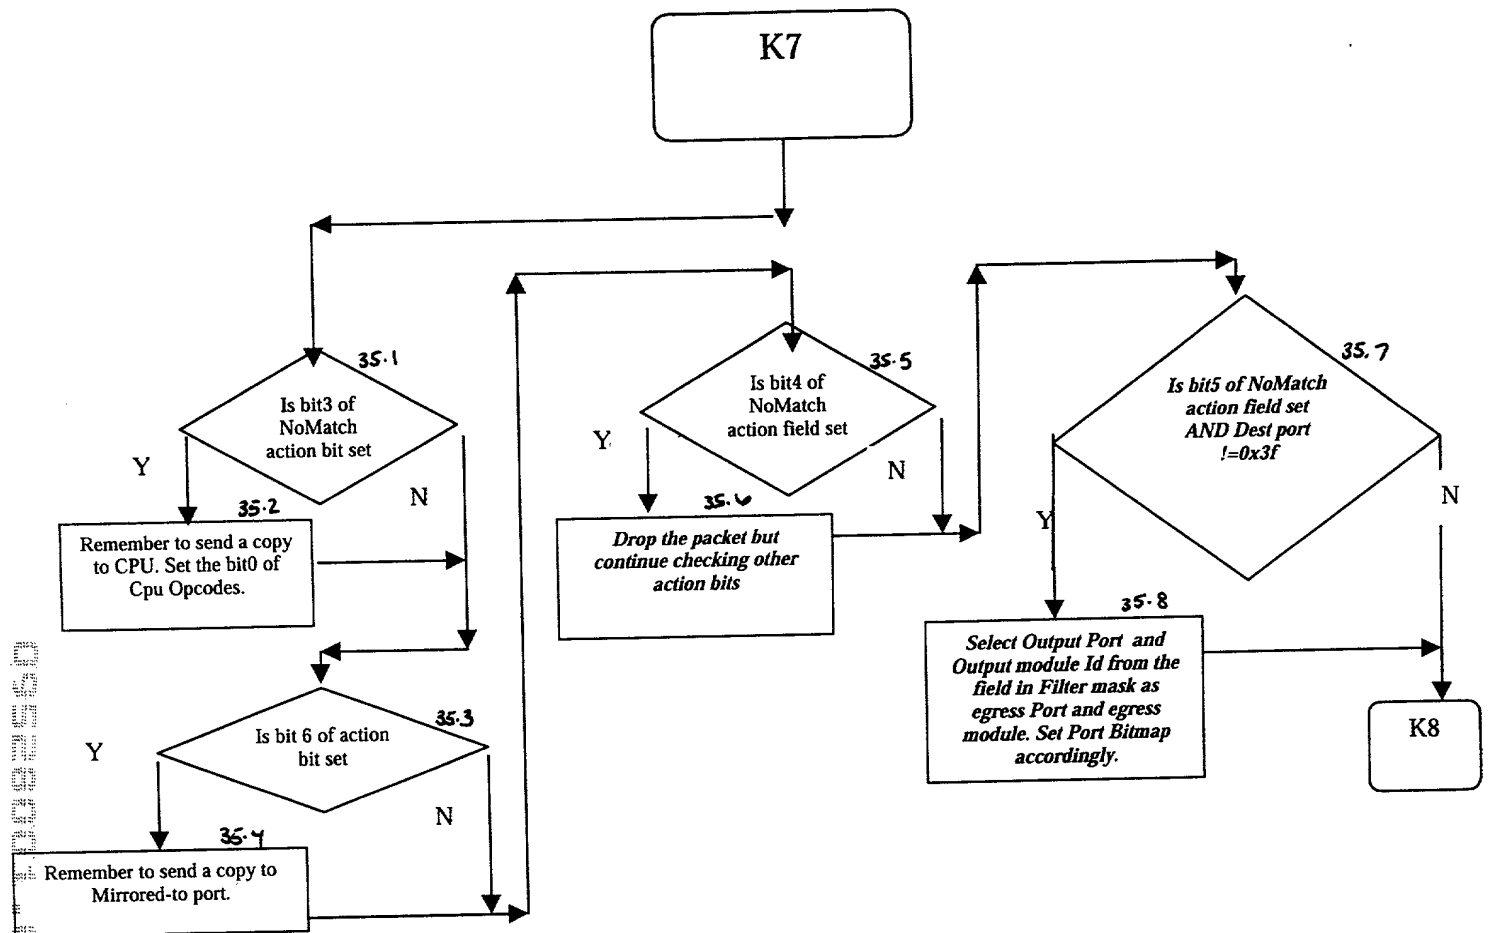 K7
35.1
Is bit3 of
NoMatch
action bit set
Y
N
35.2
Remember to send a copy
to CPU. Set the bit0 of
Cpu Opcodes.
35.3
Is bit 6 of action
bit set
Y
N
35.4
Remember to send a copy to
Mirrored-to port.
35.5
Is bit4 of
NoMatch
action field set
Y
N
35.6
Drop the packet but
continue checking other
action bits
35.7
Is bit5 of NoMatch
action field set
AND Dest port
!=0x3f
Y
N
35.8
Select Output Port and
Output module Id from the
field in Filter mask as
egress Port and egress
module. Set Port Bitmap
accordingly.
K8